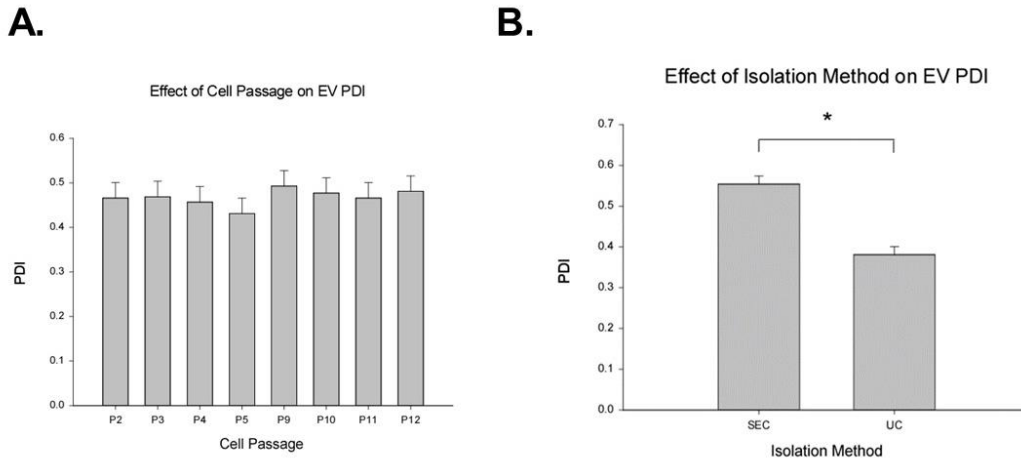 A.
Effect of Cell Passage on EV PDI
0.6
0.5
0.4
0.3
0.2
0.1
0.0
PDI
P2 P3 P4 P5 P9 P10 P11 P12
Cell Passage
B.
Effect of Isolation Method on EV PDI
*
0.7
0.6
0.5
0.4
0.3
0.2
0.1
0.0
PDI
SEC UC
Isolation Method